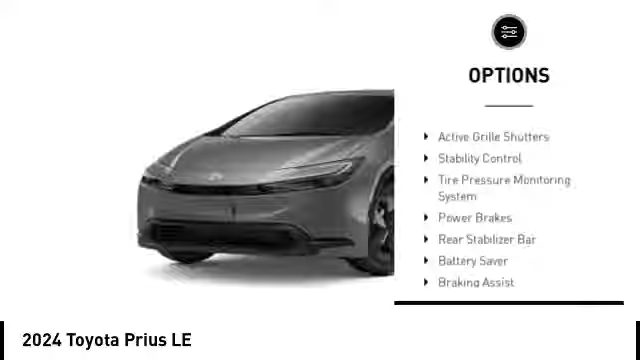 OPTIONS
Active Grille Shutters
Stability Control
Tire Pressure Monitoring
System
Power Brakes
Rear Stabilizer Bar
Battery Saver
Braking Assist
2024 Toyota Prius LE